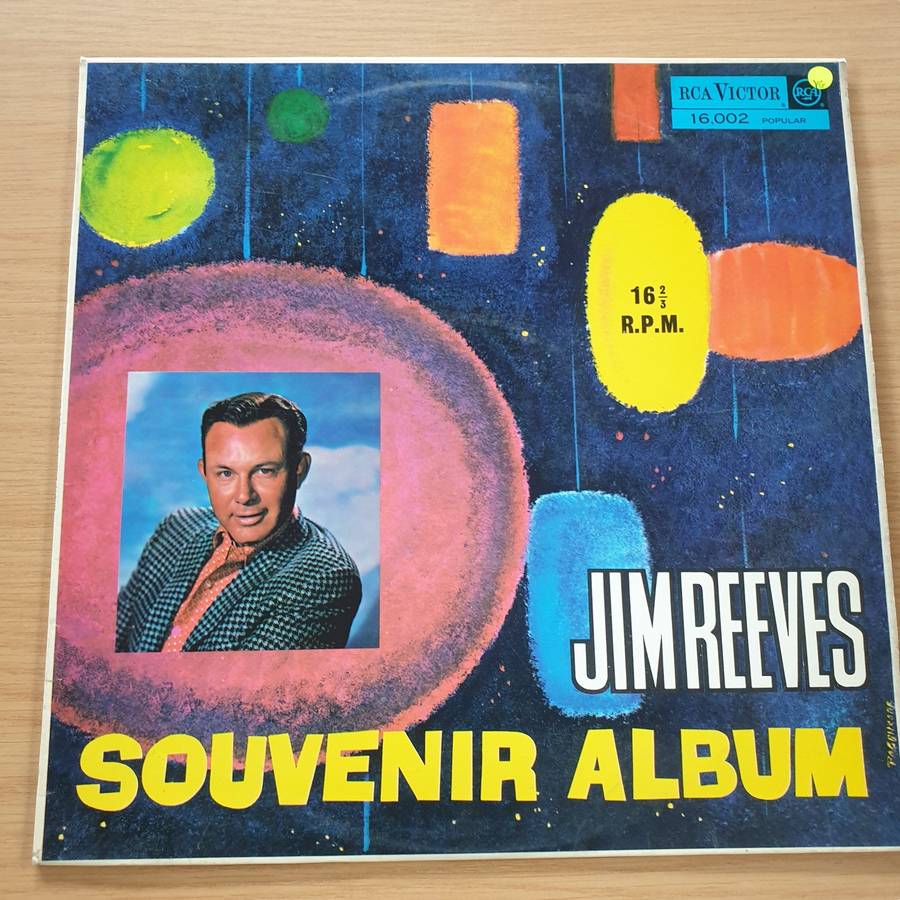 RCA VICTOR
RCA
16,002 POPULAR
16 2/3
R.P.M.
JIM REEVES
SOUVENIR ALBUM